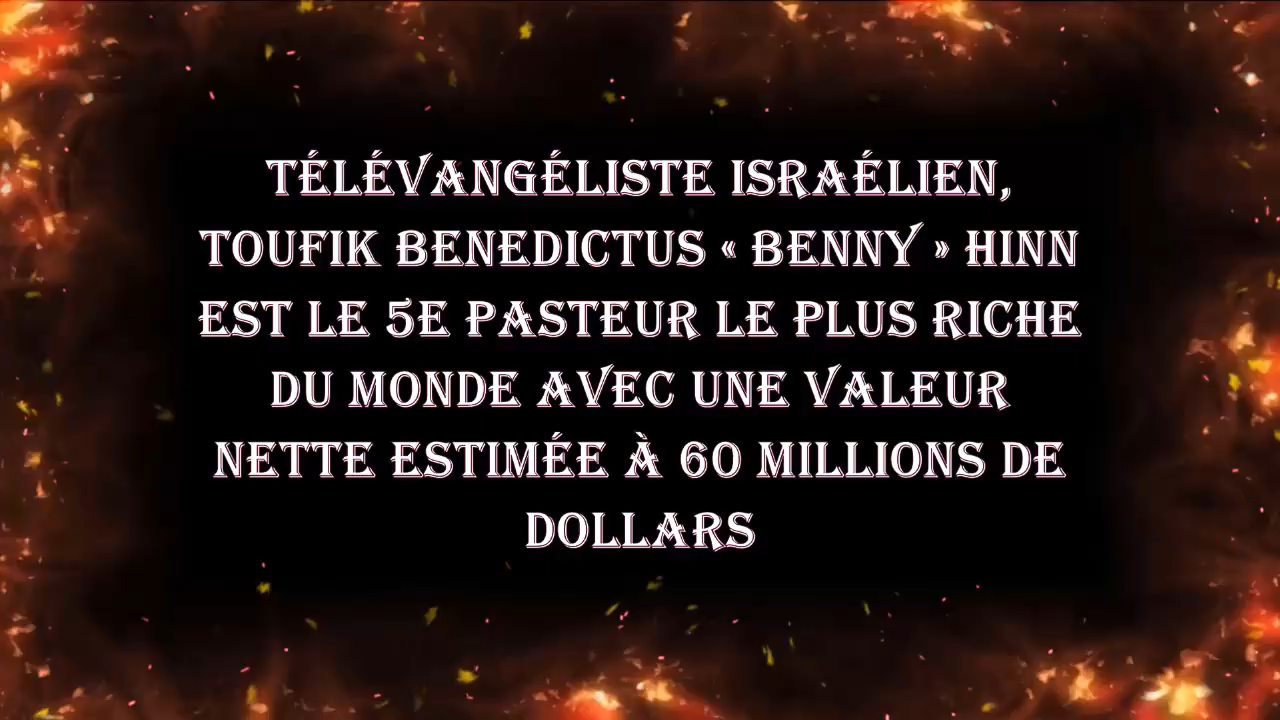 TÉLÉVANGÉLISTE ISRAÉLIEN,
TOUFIK BENEDICTUS « BENNY » HINN
EST LE 5E PASTEUR LE PLUS RICHE
DU MONDE AVEC UNE VALEUR
NETTE ESTIMÉE À 60 MILLIONS DE
DOLLARS